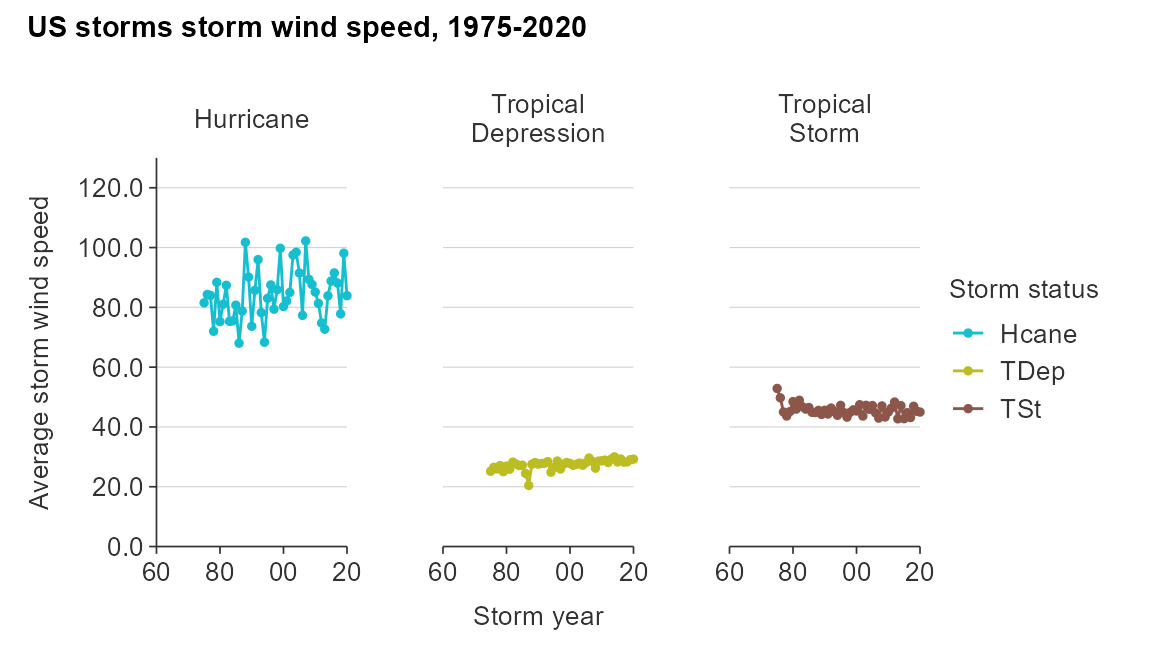 US storms storm wind speed, 1975-2020
Hurricane
Tropical
Depression
Tropical
Storm
Average storm wind speed
120.0
100.0
80.0
60.0
40.0
20.0
0.0
60 80 00 20
60 80 00 20
60 80 00 20
Storm year
Storm status
Hcane
TDep
TSt